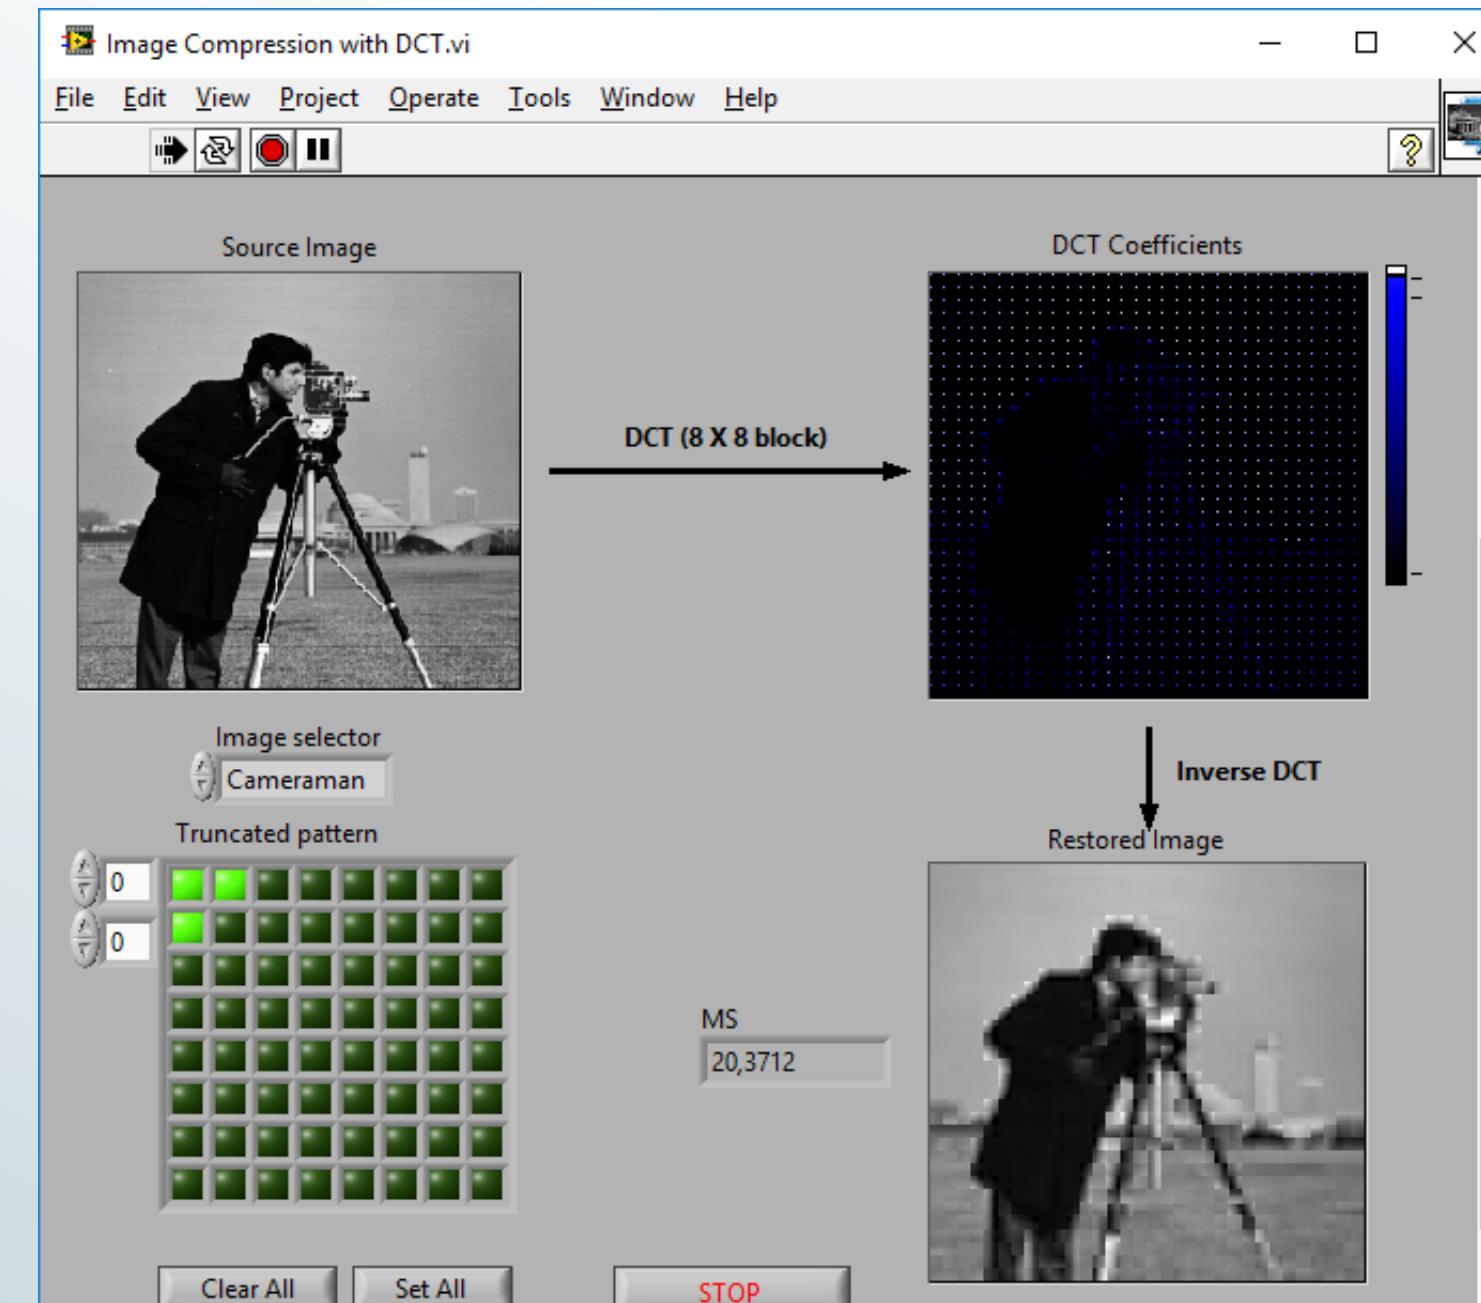 Image Compression with DCT.vi
File Edit View Project Operate Tools Window Help
Source Image
DCT Coefficients
DCT (8 X 8 block)
Image selector
Cameraman
Inverse DCT
Truncated pattern
Restored Image
0
0
MS
20,3712
Clear All
Set All
STOP